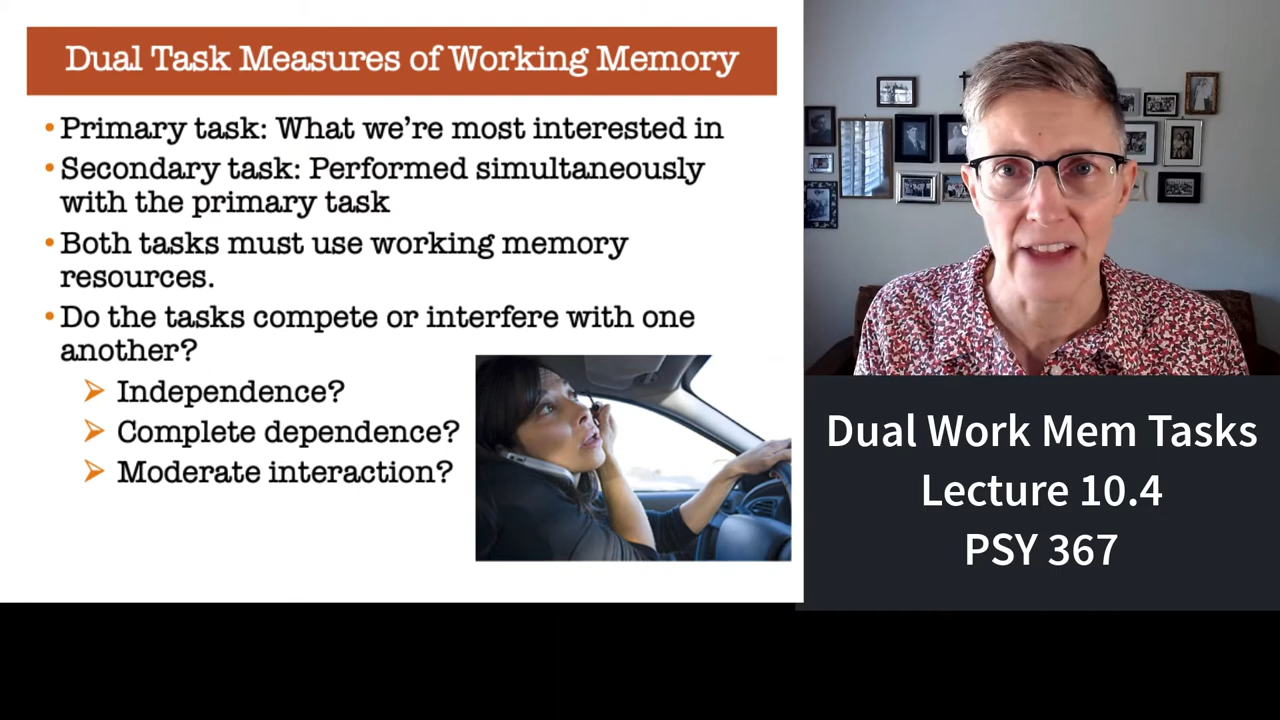 Dual Task Measures of Working Memory
• Primary task: What we're most interested in
• Secondary task: Performed simultaneously
with the primary task
• Both tasks must use working memory
resources.
• Do the tasks compete or interfere with one
another?
➢ Independence?
➢ Complete dependence?
➢ Moderate interaction?
Dual Work Mem Tasks
Lecture 10.4
PSY 367